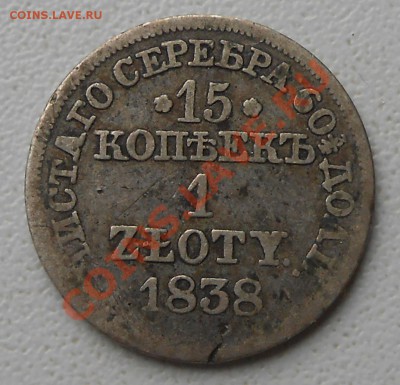 COINS.LAVE.RU
ЧИСТАГО СЕРЕБРА 60 ДОЛИ
15
КОПѢЕКЪ
1
ZŁOTY.
1838
COINS.LAVE.RU